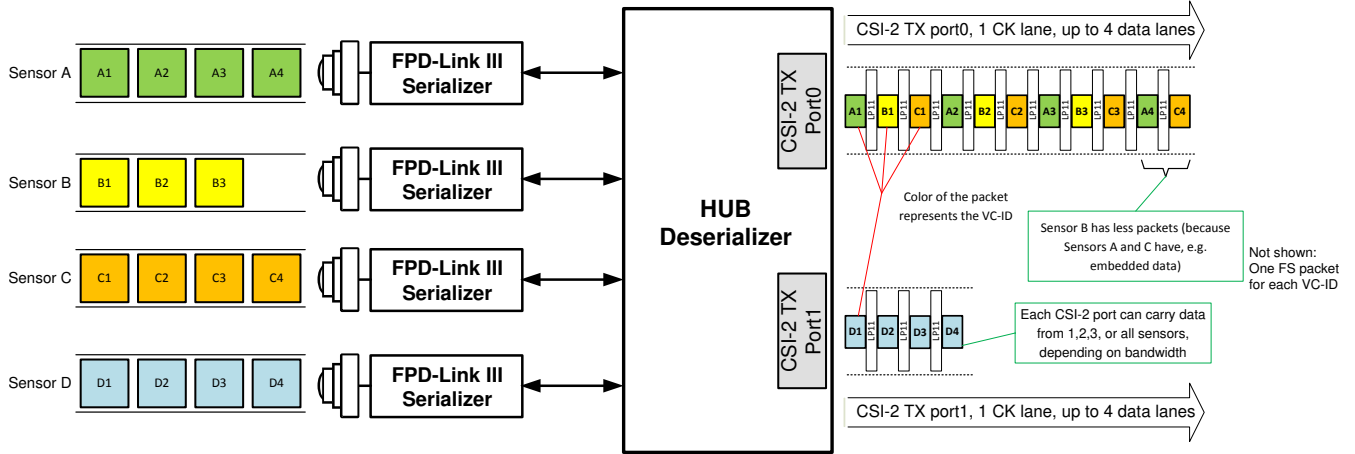 CSI-2 TX port0, 1 CK lane, up to 4 data lanes
Sensor A
A1 A2 A3 A4
FPD-Link III
Serializer
CSI-2 TX
Port0
A1 LP11 B1 LP11 C1 LP11 A2 LP11 B2 LP11 C2 LP11 A3 LP11 B3 LP11 C3 LP11 A4 LP11 C4
Sensor B
B1 B2 B3
FPD-Link III
Serializer
HUB
Deserializer
Color of the packet
represents the VC-ID
Sensor B has less packets (because
Sensors A and C have, e.g.
embedded data)
Not shown:
One FS packet
for each VC-ID
Sensor C
C1 C2 C3 C4
FPD-Link III
Serializer
CSI-2 TX
Port1
D1 LP11 D2 LP11 D3 LP11 D4
Each CSI-2 port can carry data
from 1,2,3, or all sensors,
depending on bandwidth
Sensor D
D1 D2 D3 D4
FPD-Link III
Serializer
CSI-2 TX port1, 1 CK lane, up to 4 data lanes